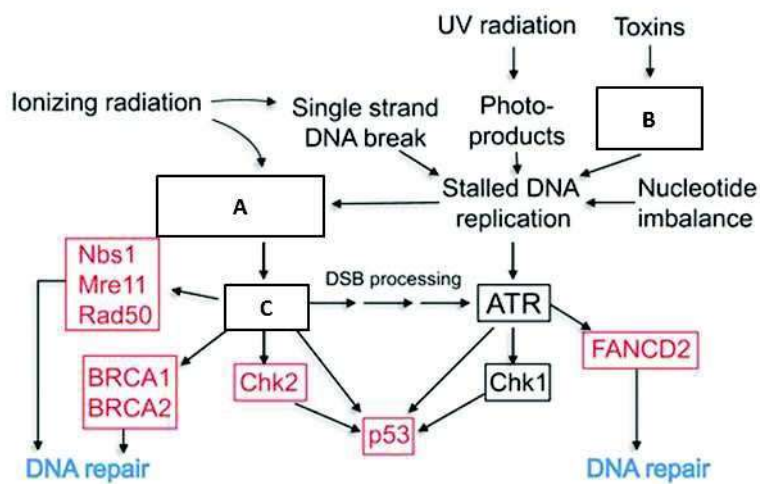 UV radiation
Toxins
Ionizing radiation
Single strand
DNA break
Photo-
products
B
A
Stalled DNA
replication
Nucleotide
imbalance
Nbs1
Mre11
Rad50
C
DSB processing
ATR
FANCD2
BRCA1
BRCA2
Chk2
Chk1
p53
DNA repair
DNA repair